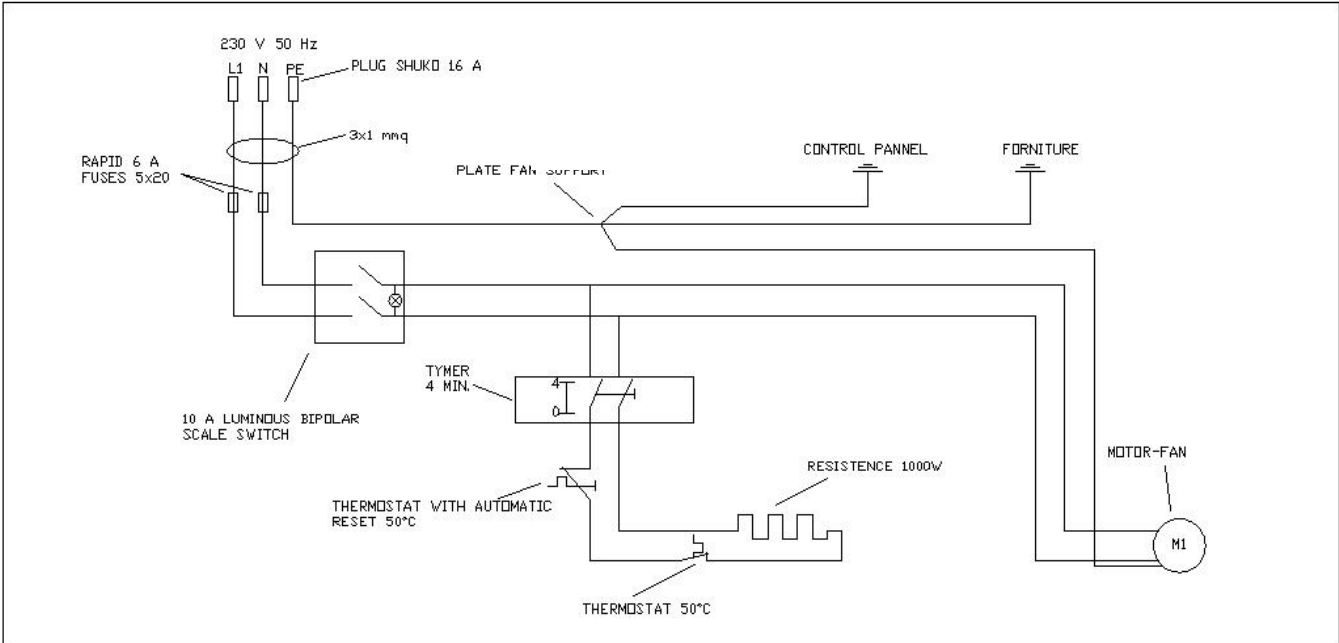 230 V 50 Hz
L1 N PE
PLUG SHUKO 16 A
3x1 mmq
RAPID 6 A
FUSES 5x20
PLATE FAN SUPPORT
CONTROL PANNEL
FORNITURE
10 A LUMINOUS BIPOLAR
SCALE SWITCH
TYMER
4 MIN.
4
0
THERMOSTAT WITH AUTOMATIC
RESET 50°C
RESISTENCE 1000W
THERMOSTAT 50°C
MOTOR-FAN
M1